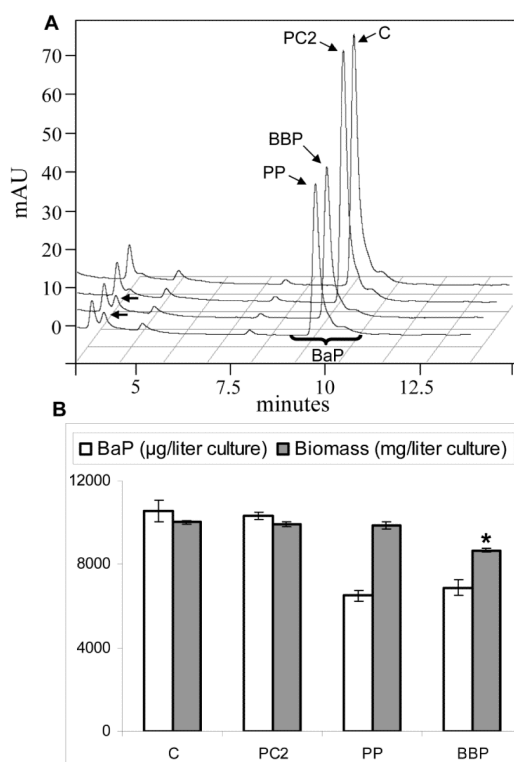 A
70
60
50
40
30
20
10
0
mAU
PC2
C
BBP
PP
BaP
5
7.5
10
12.5
minutes
B
BaP (µg/liter culture) Biomass (mg/liter culture)
12000
8000
4000
0
*
C PC2 PP BBP